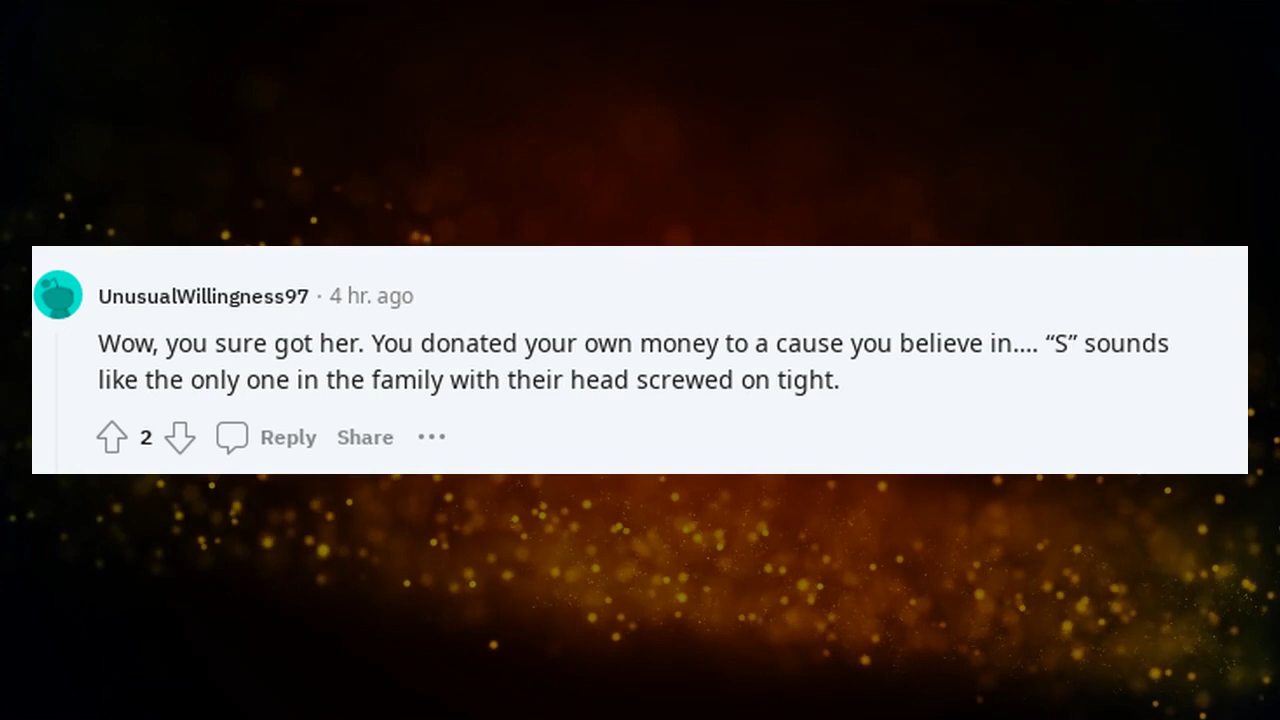 UnusualWillingness97 · 4 hr. ago
Wow, you sure got her. You donated your own money to a cause you believe in.... “S” sounds
like the only one in the family with their head screwed on tight.
2 Reply Share •••